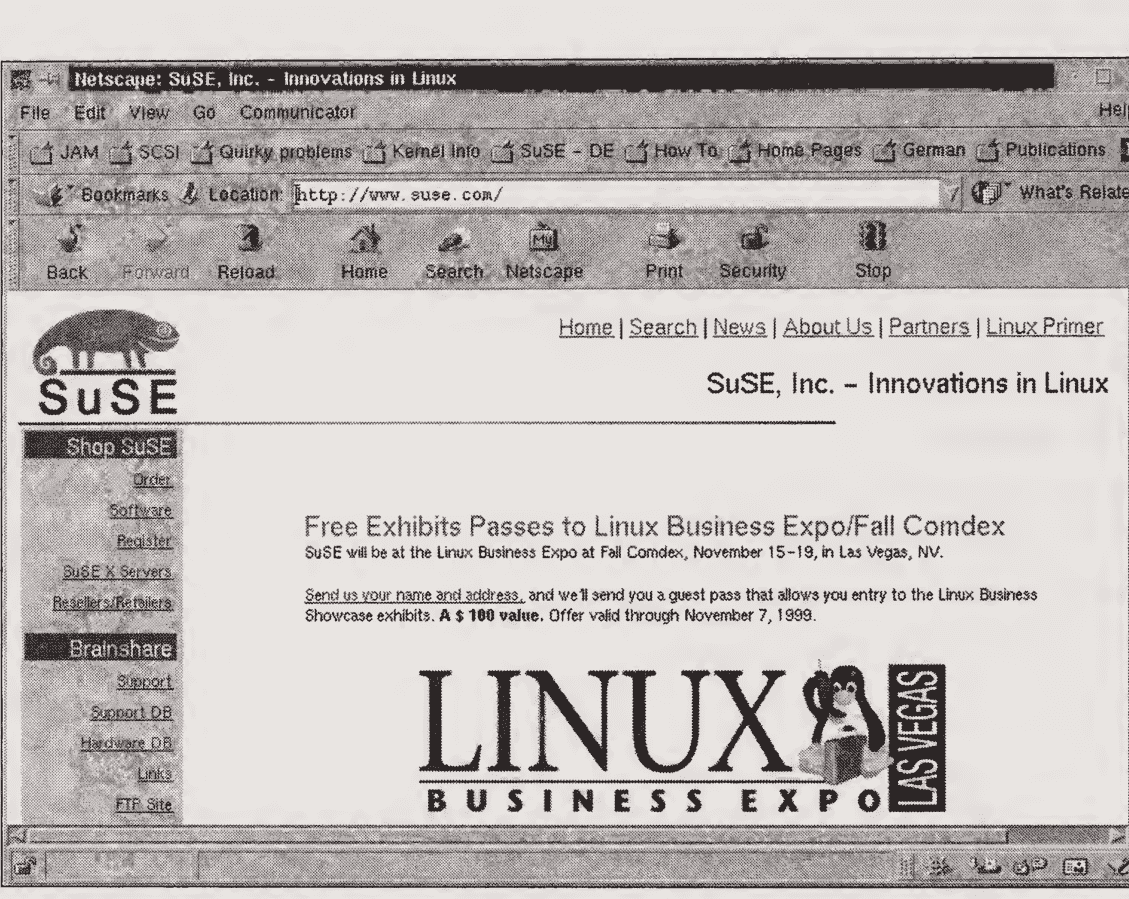 Netscape: SuSE, Inc. - Innovations in Linux
File Edit View Go Communicator Help
JAM SCSI Quirky problems Kernel Info SuSE - DE How To Home Pages German Publications
Bookmarks Location: http://www.suse.com/ What's Relate
Back Forward Reload Home Search My Netscape Print Security Stop
Home | Search | News | About Us | Partners | Linux Primer
SuSE
SuSE, Inc. - Innovations in Linux
Shop SuSE
Order
Software
Register
SuSE X Servers
Resellers/Retailers
Brainshare
Support
Support DB
Hardware DB
Links
FTP Site
Free Exhibits Passes to Linux Business Expo/Fall Comdex
SuSE will be at the Linux Business Expo at Fall Comdex, November 15-19, in Las Vegas, NV.
Send us your name and address, and we'll send you a guest pass that allows you entry to the Linux Business
Showcase exhibits. A $ 100 value. Offer valid through November 7, 1999.
LINUX
BUSINESS EXPO
LAS VEGAS